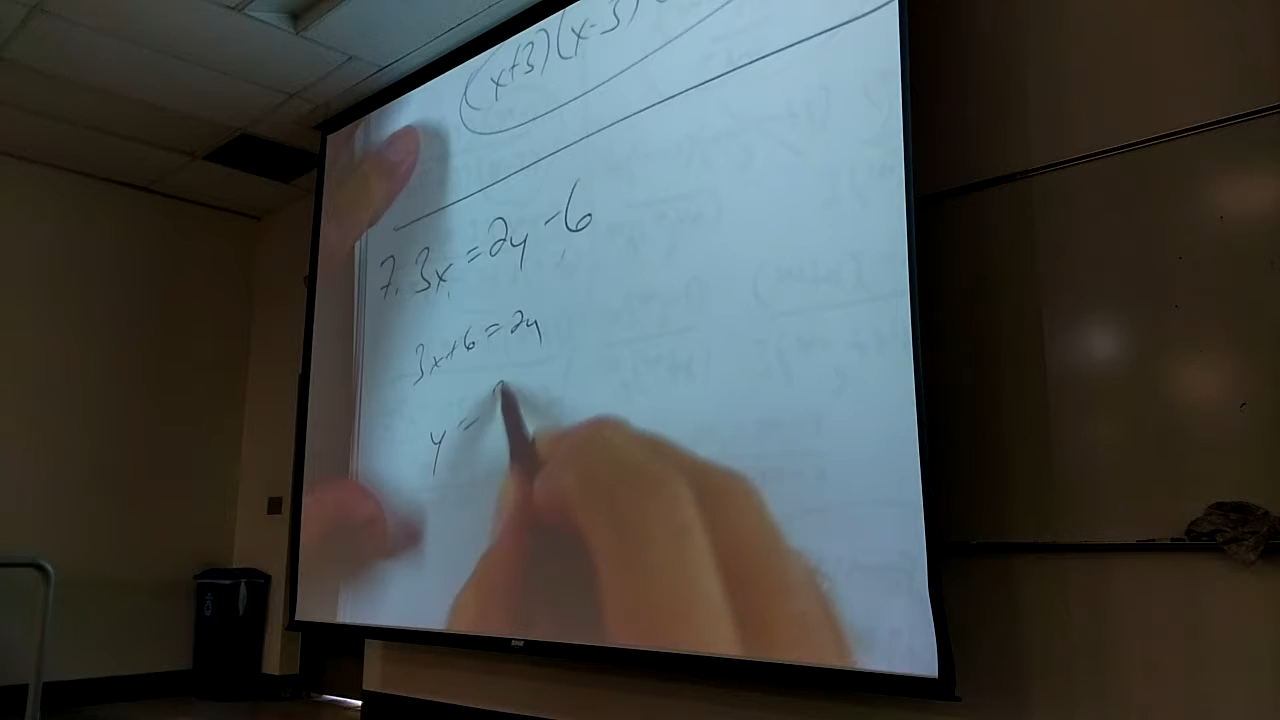 (x+3)(x-3)
7. 3x = 2y - 6
3x+6 = 2y
y =